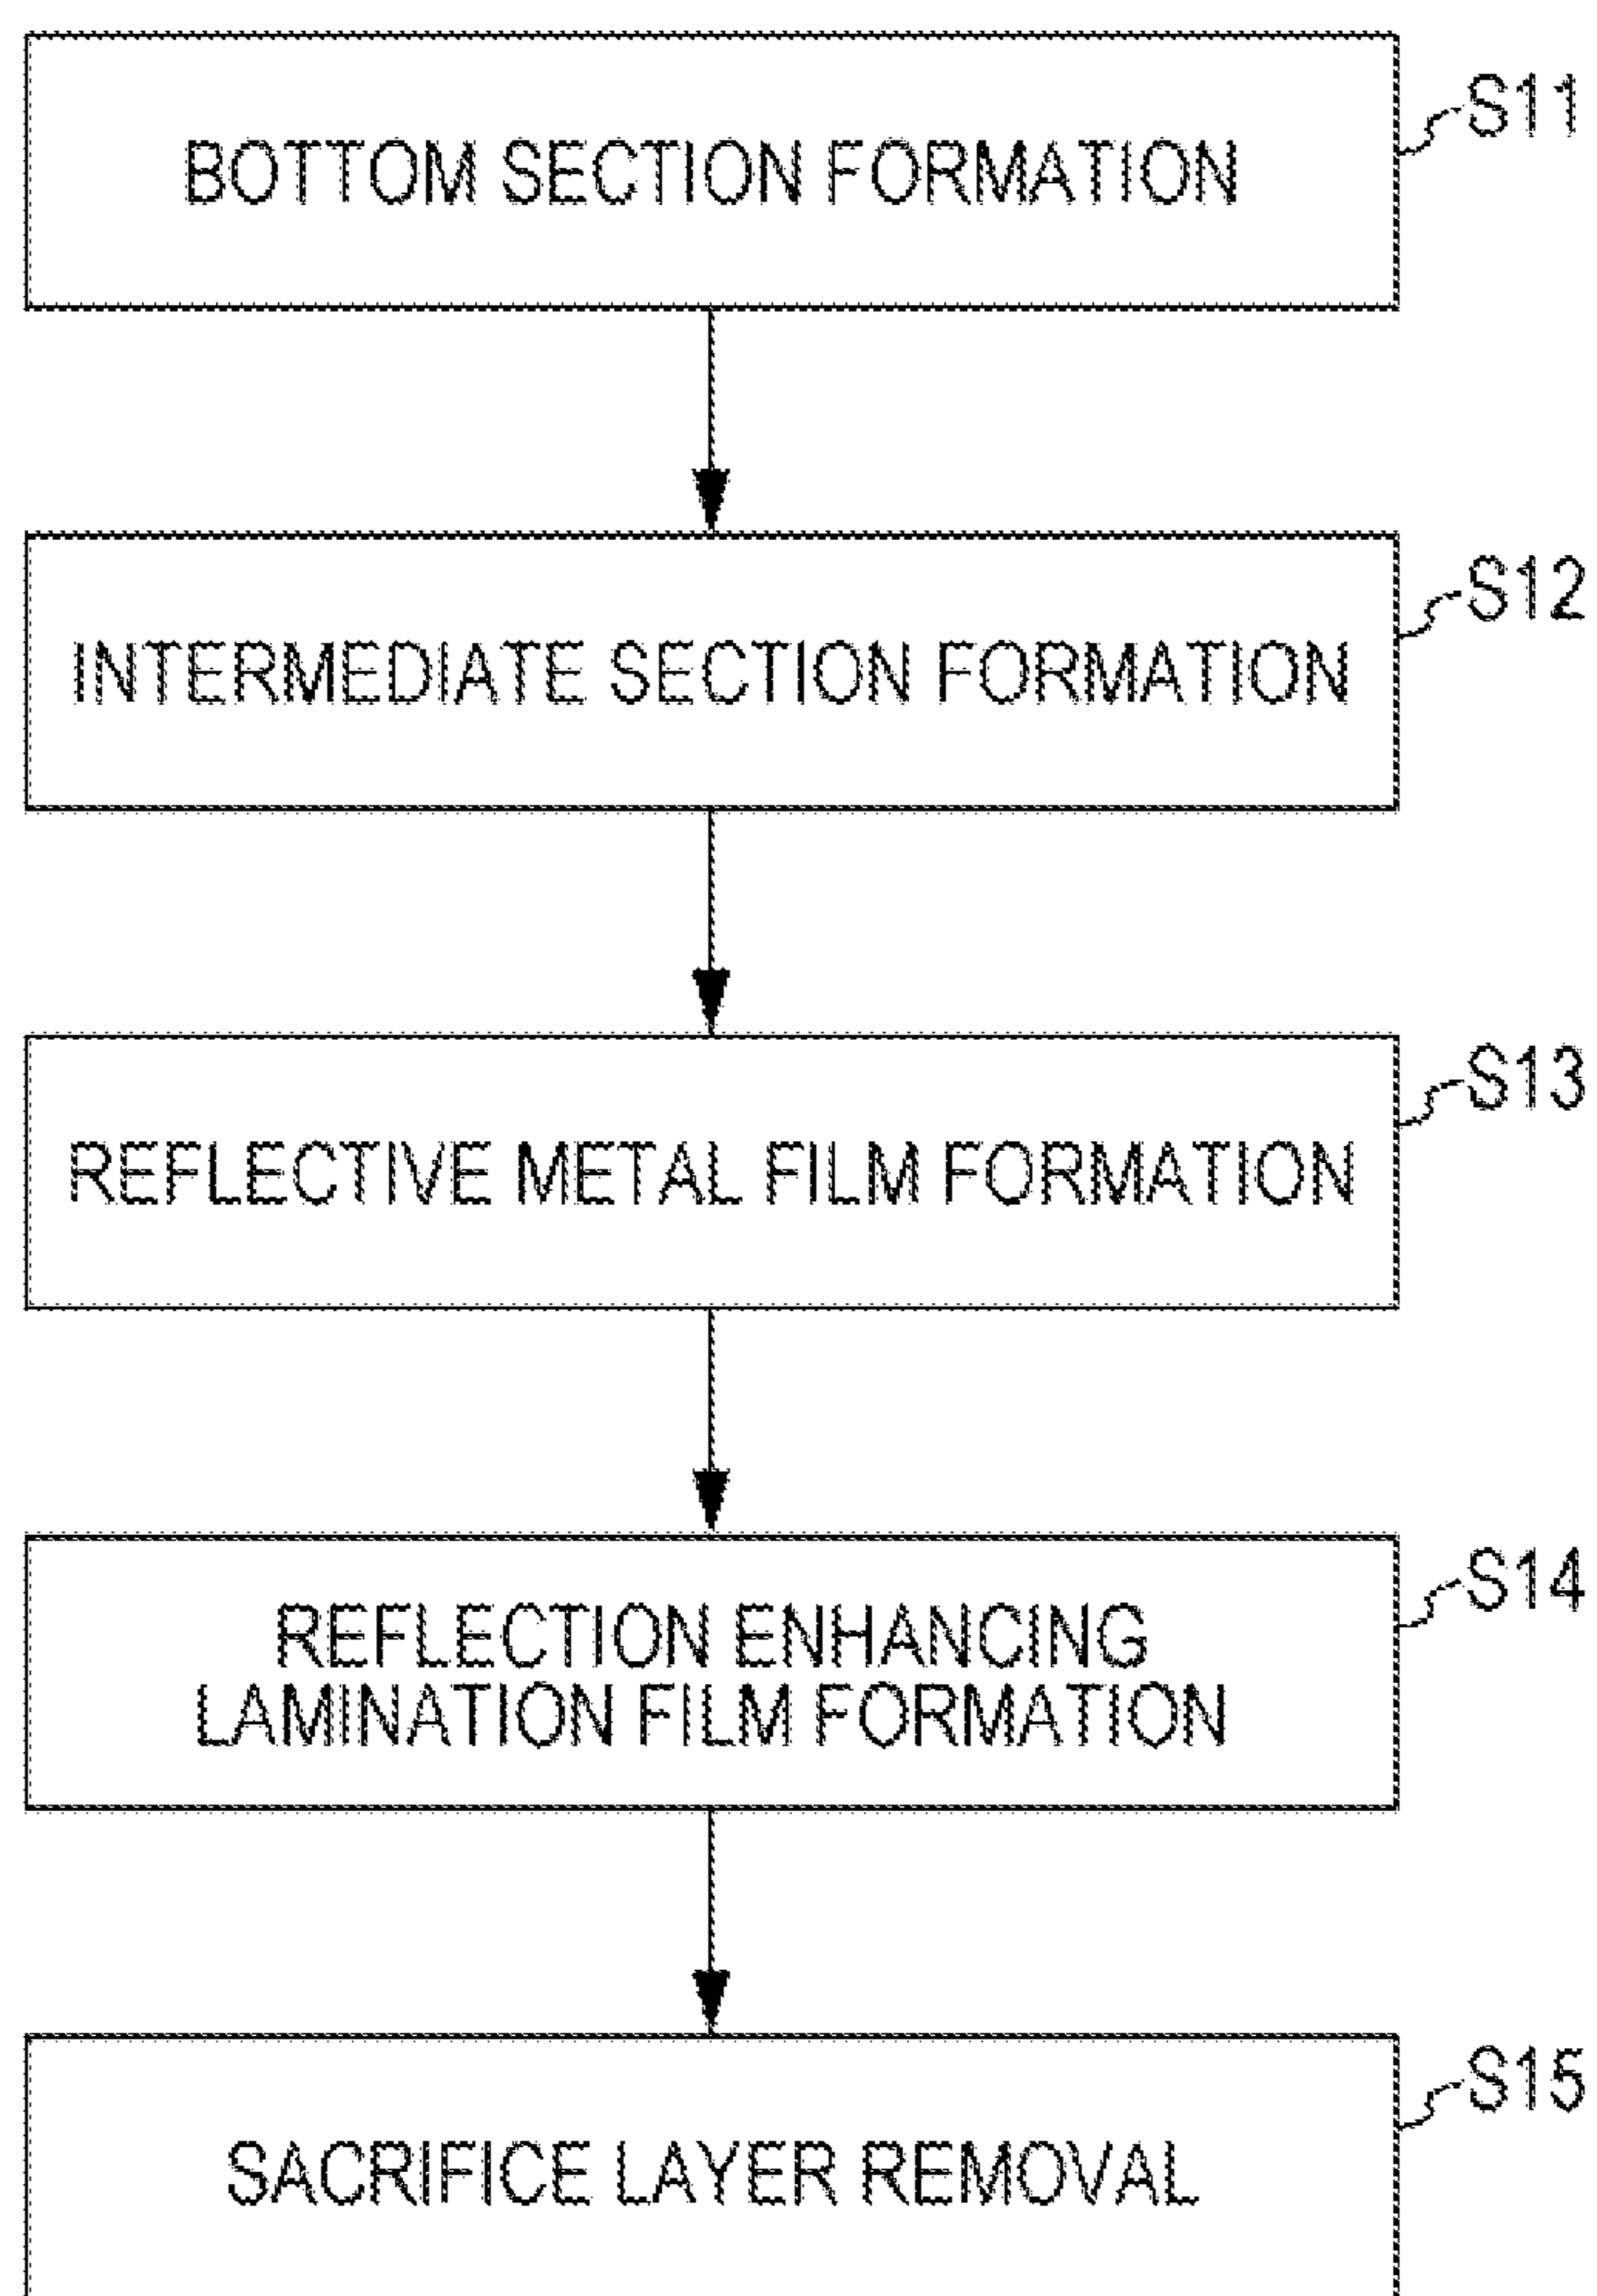 S11
BOTTOM SECTION FORMATION
S12
INTERMEDIATE SECTION FORMATION
S13
REFLECTIVE METAL FILM FORMATION
S14
REFLECTION ENHANCING
LAMINATION FILM FORMATION
S15
SACRIFICE LAYER REMOVAL